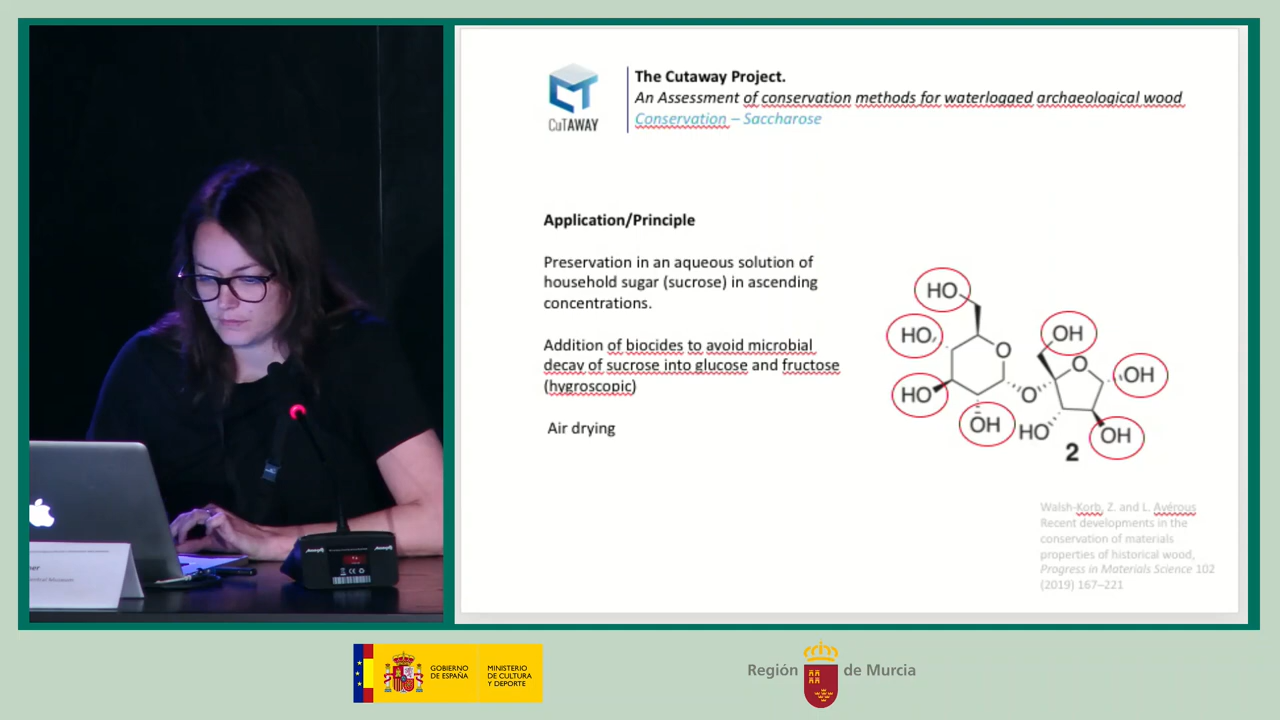 CuTAWAY
The Cutaway Project.
An Assessment of conservation methods for waterlogged archaeological wood
Conservation – Saccharose
Application/Principle
Preservation in an aqueous solution of
household sugar (sucrose) in ascending
concentrations.
Addition of biocides to avoid microbial
decay of sucrose into glucose and fructose
(hygroscopic)
Air drying
HO
HO
HO
OH
O
O
HO
OH
O
OH
OH
2
Walsh-Korb, Z. and L. Avérous
Recent developments in the
conservation of materials
properties of historical wood,
Progress in Materials Science 102
(2019) 167–221
GOBIERNO
DE ESPAÑA
MINISTERIO
DE CULTURA
Y DEPORTE
Región de Murcia